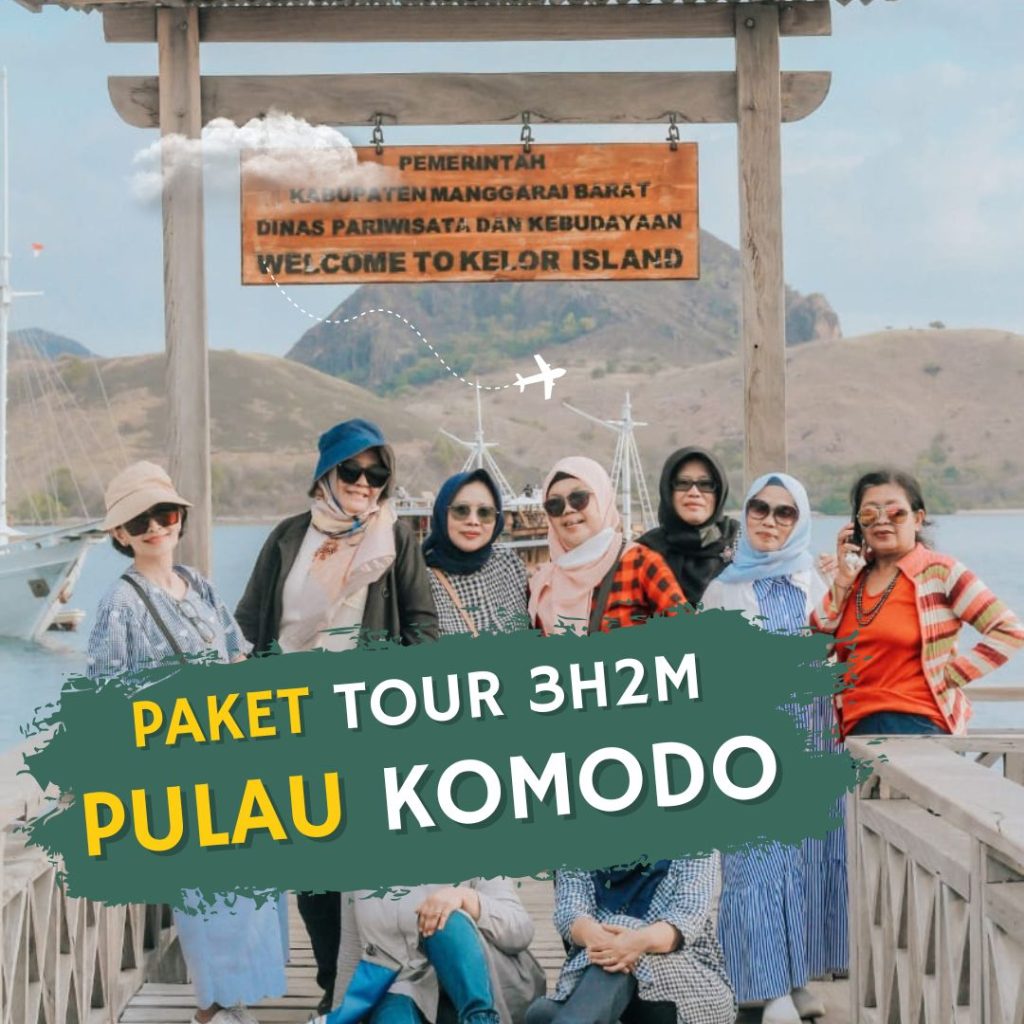 PEMERINTAH
KABUPATEN MANGGARAI BARAT
DINAS PARIWISATA DAN KEBUDAYAAN
WELCOME TO KELOR ISLAND
PAKET TOUR 3H2M
PULAU KOMODO